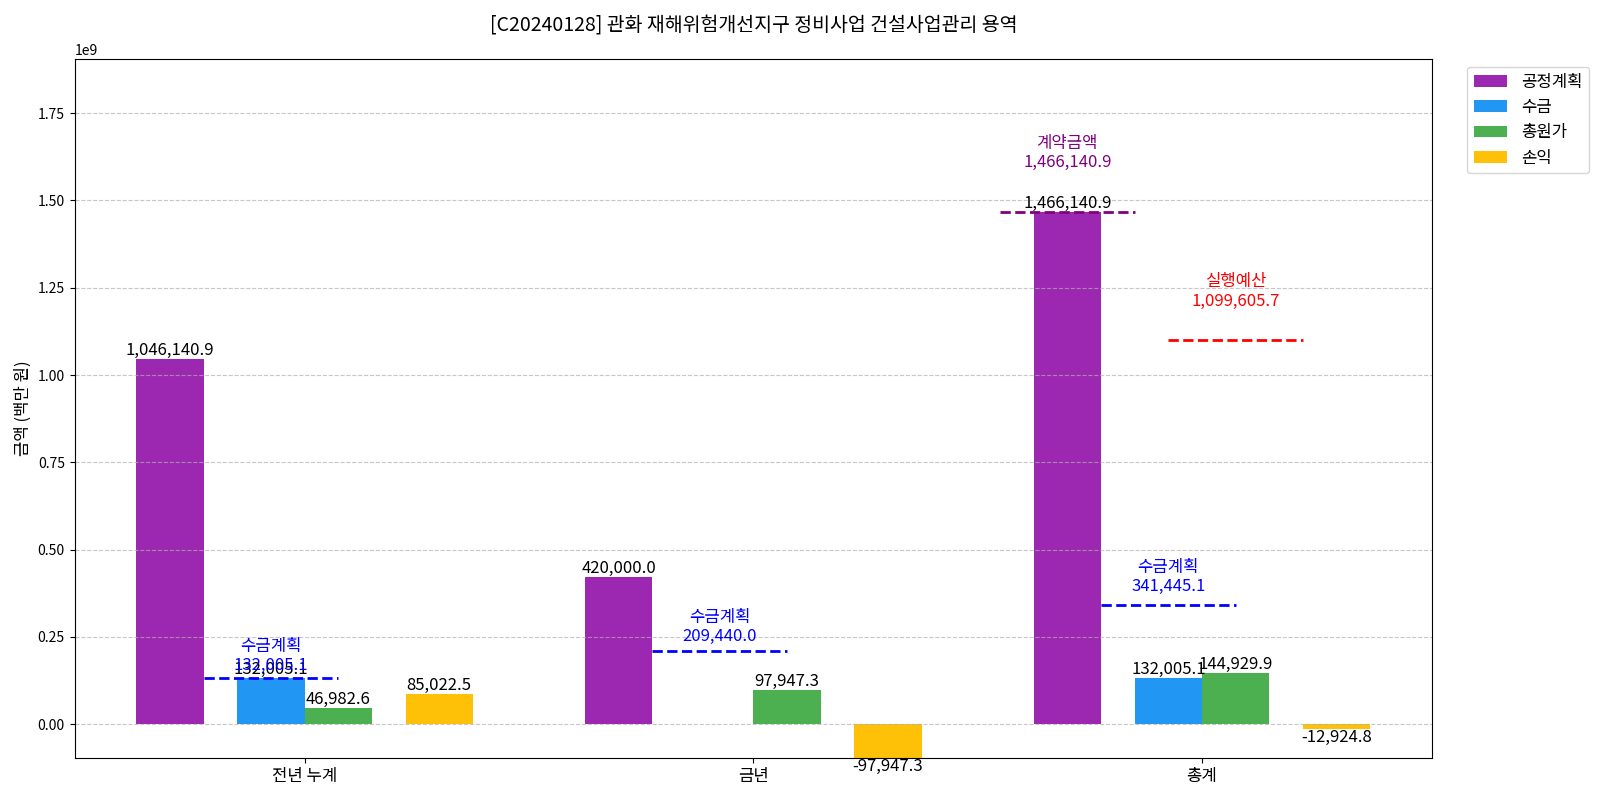 [C20240128] 관화 재해위험개선지구 정비사업 건설사업관리 용역
1e9
금액 (백만 원)
1.75
1.50
1.25
1.00
0.75
0.50
0.25
0.00
공정계획
수금
총원가
손익
1,046,140.9
수금계획
132,005.1
132,005.1
46,982.6
85,022.5
420,000.0
수금계획
209,440.0
97,947.3
-97,947.3
계약금액
1,466,140.9
1,466,140.9
실행예산
1,099,605.7
수금계획
341,445.1
132,005.1
144,929.9
-12,924.8
전년 누계
금년
총계